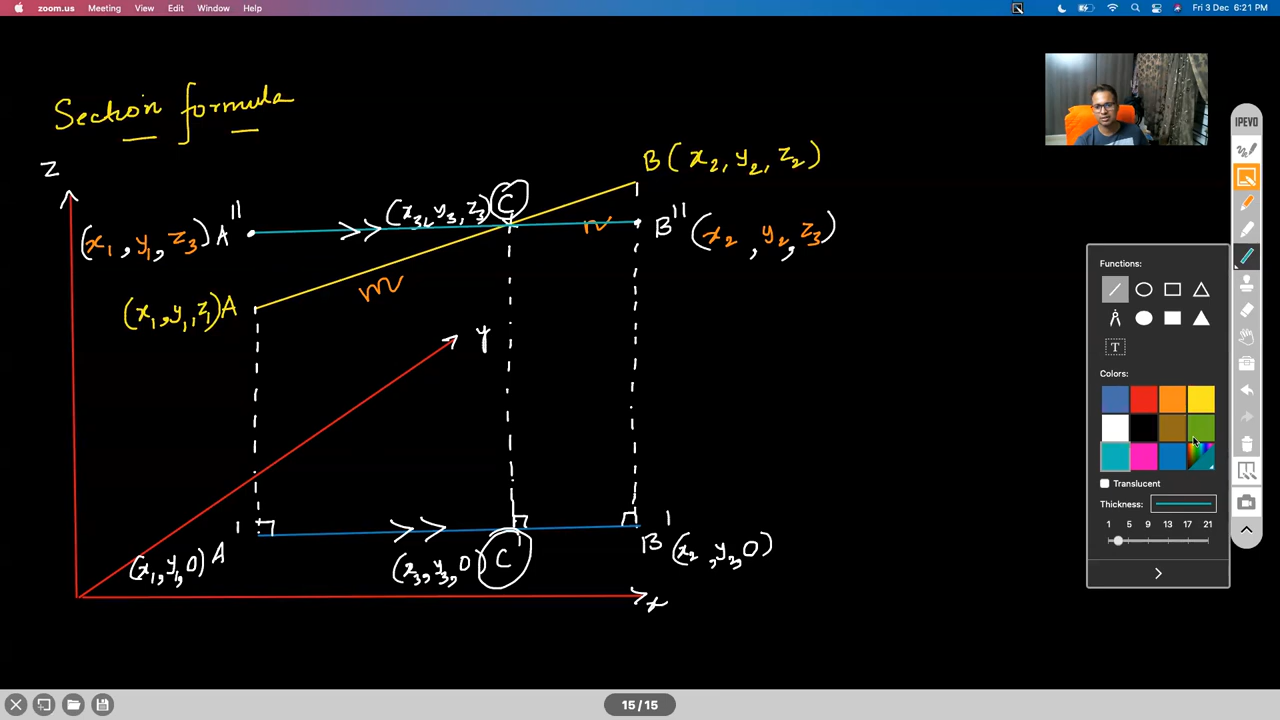 zoom.us Meeting View Edit Window Help Fri 3 Dec 6:21 PM
Section formula
IPEVO
Z
B(x₂, y₂, z₂)
(x₃, y₃, z₃) C
(x₁, y₁, z₃) A'' n B'' (x₂, y₂, z₃)
m
(x₁, y₁, z₁) A
Y
(x₁, y₁, 0) A' (x₃, y₃, 0) C' B' (x₂, y₂, 0)
x
Functions:
T
Colors:
Translucent
Thickness:
1 5 9 13 17 21
15 / 15